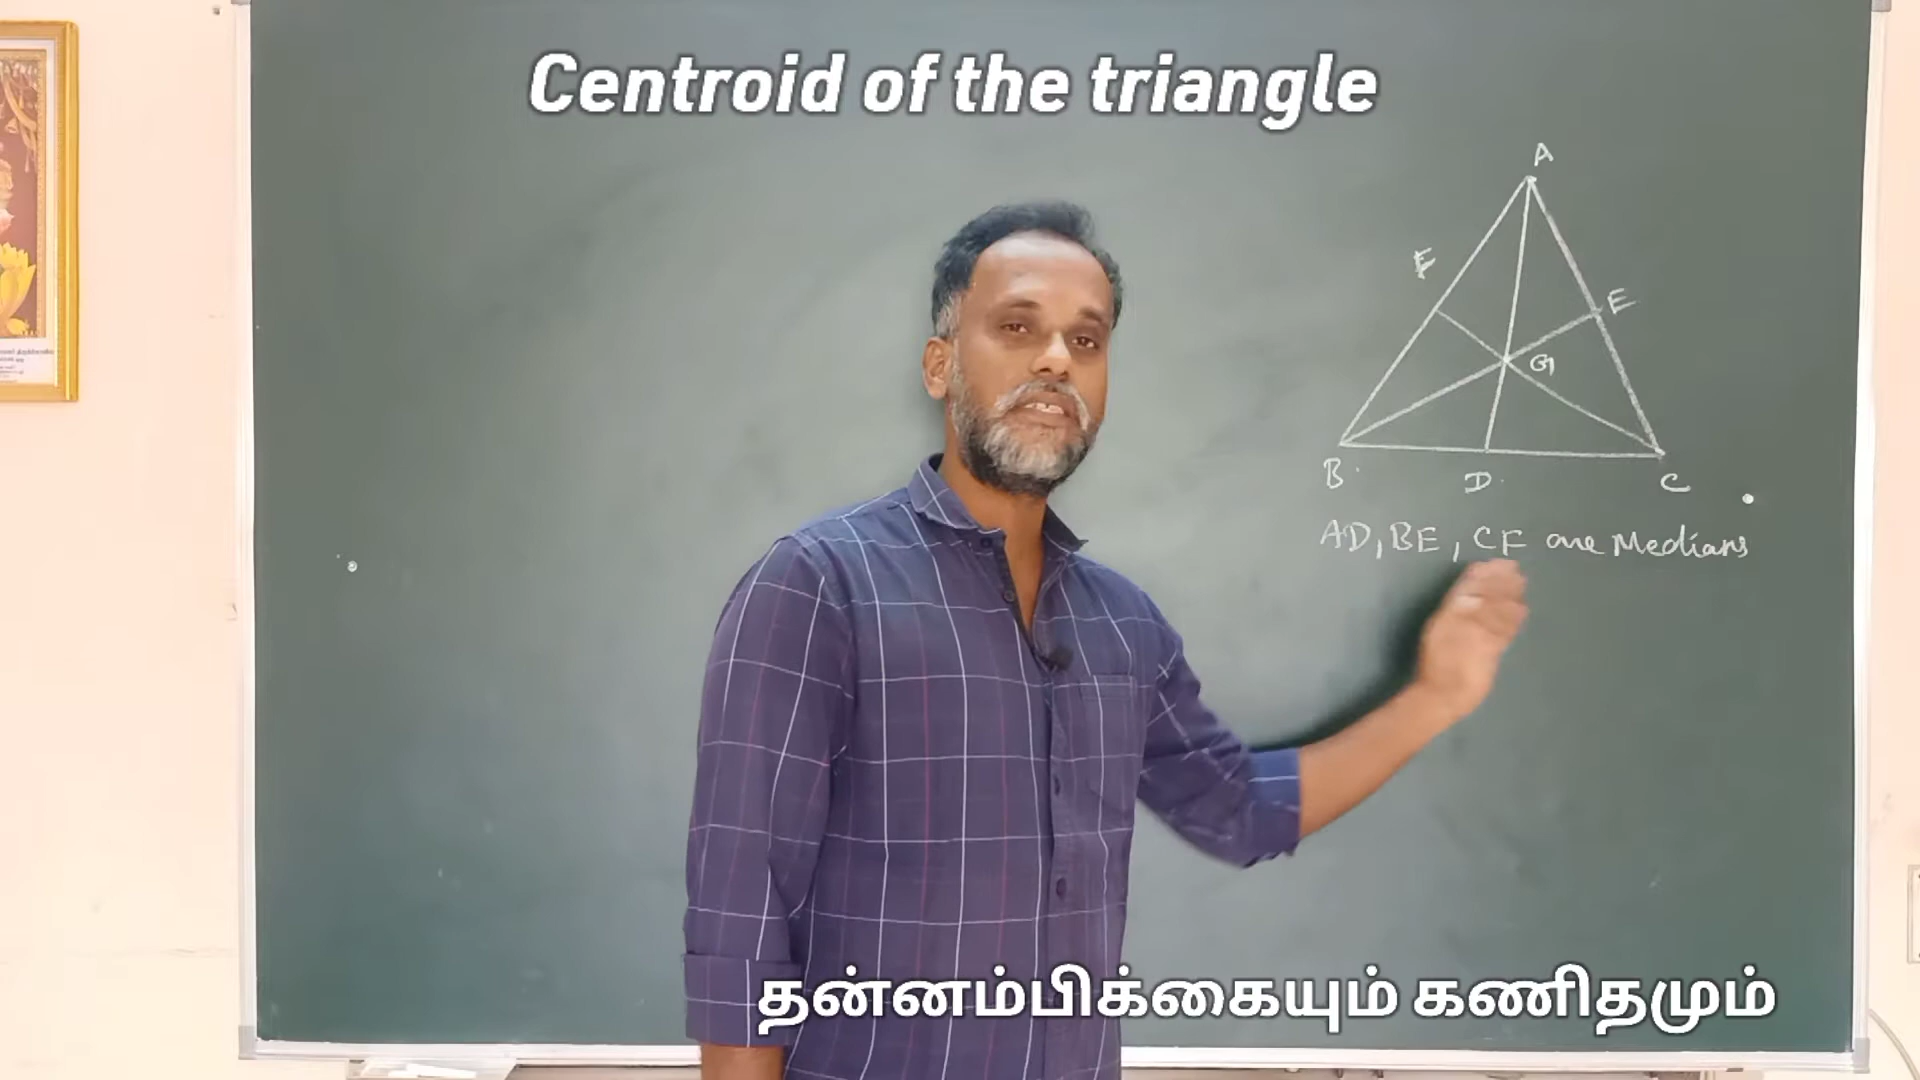 Centroid of the triangle
A
F
E
G
B
D
C
AD, BE, CF are Medians
தன்னம்பிக்கையும் கணிதமும்